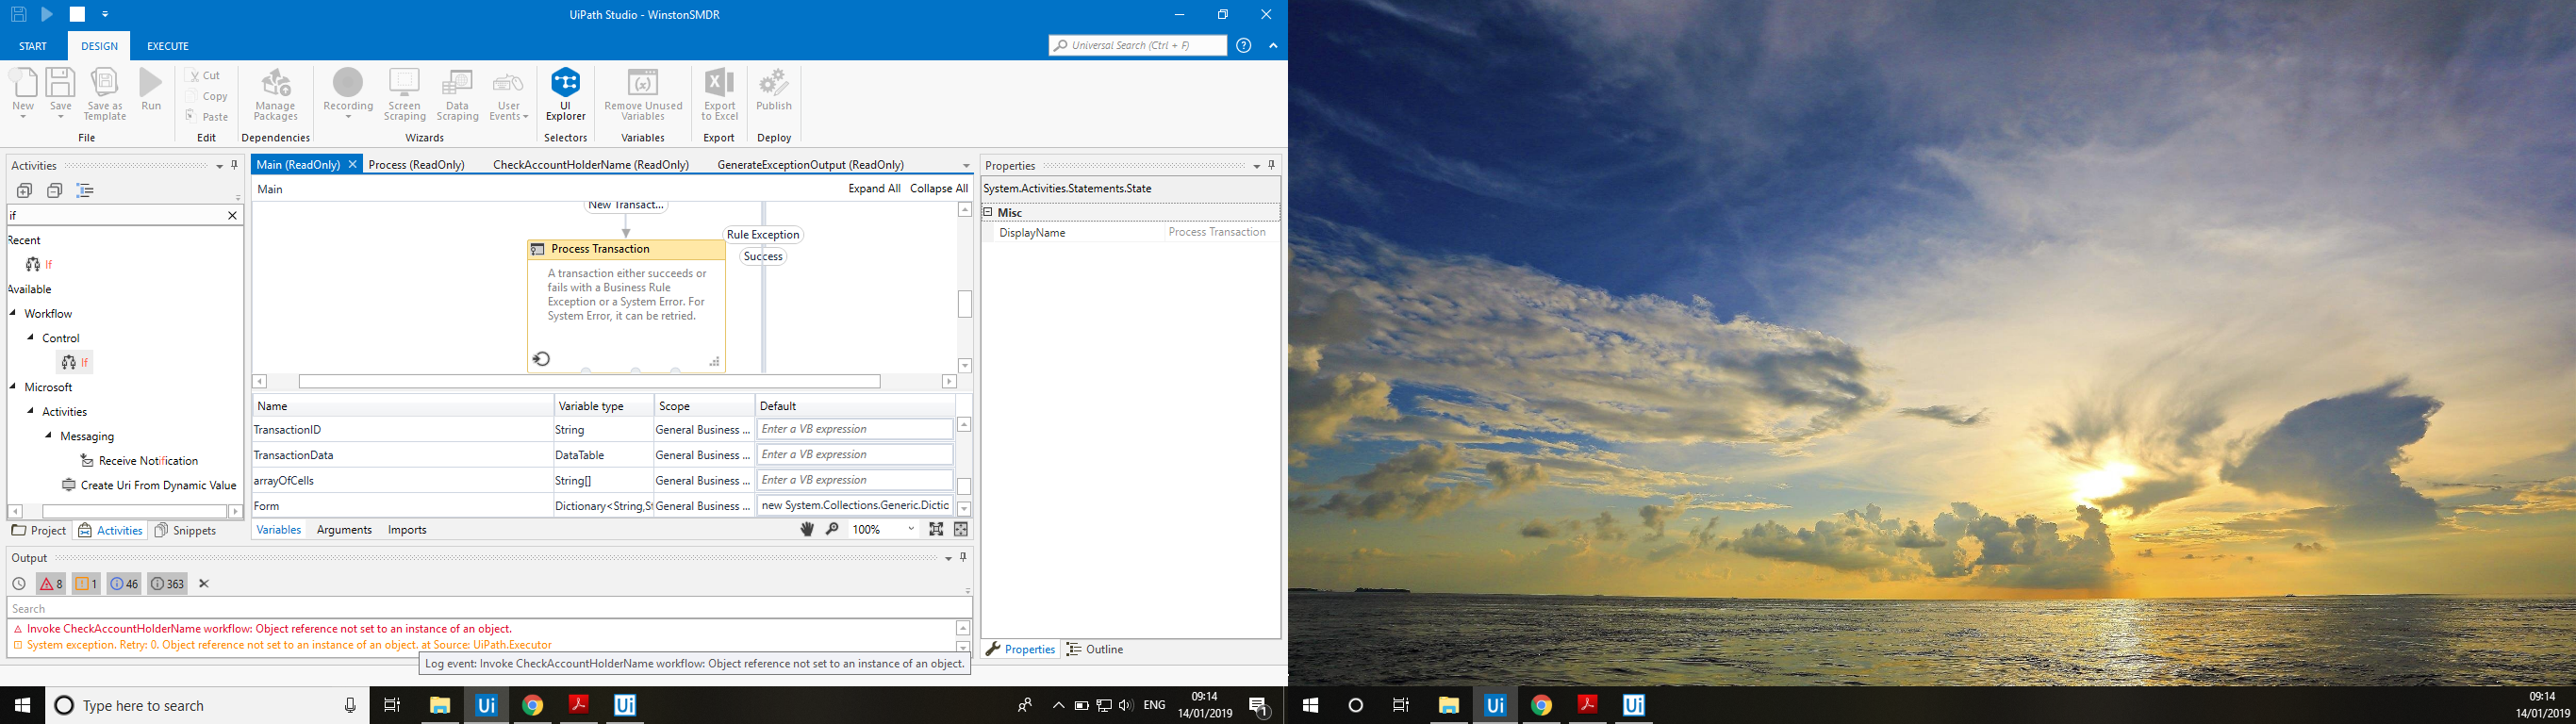 UiPath Studio - WinstonSMDR
START DESIGN EXECUTE
Universal Search (Ctrl + F)
New Save Save as Template Run Cut Copy Paste Manage Packages Recording Screen Scraping Data Scraping User Events UI Explorer Remove Unused Variables Export to Excel Publish
File Edit Dependencies Wizards Selectors Variables Export Deploy
Activities
if
Recent
If
Available
Workflow
Control
If
Microsoft
Activities
Messaging
Receive Notification
Create Uri From Dynamic Value
Project Activities Snippets
Main (ReadOnly) Process (ReadOnly) CheckAccountHolderName (ReadOnly) GenerateExceptionOutput (ReadOnly)
Main Expand All Collapse All
New Transact...
Rule Exception
Success
Process Transaction
A transaction either succeeds or
fails with a Business Rule
Exception or a System Error. For
System Error, it can be retried.
Name Variable type Scope Default
TransactionID String General Business ... Enter a VB expression
TransactionData DataTable General Business ... Enter a VB expression
arrayOfCells String[] General Business ... Enter a VB expression
Form Dictionary<String,St General Business ... new System.Collections.Generic.Dictic
Variables Arguments Imports 100%
Properties
System.Activities.Statements.State
Misc
DisplayName Process Transaction
Properties Outline
Output
8 1 46 363
Search
Invoke CheckAccountHolderName workflow: Object reference not set to an instance of an object.
System exception. Retry: 0. Object reference not set to an instance of an object. at Source: UiPath.Executor
Log event: Invoke CheckAccountHolderName workflow: Object reference not set to an instance of an object.
Type here to search Ui Ui ENG 09:14 14/01/2019 1
Ui Ui 09:14 14/01/2019